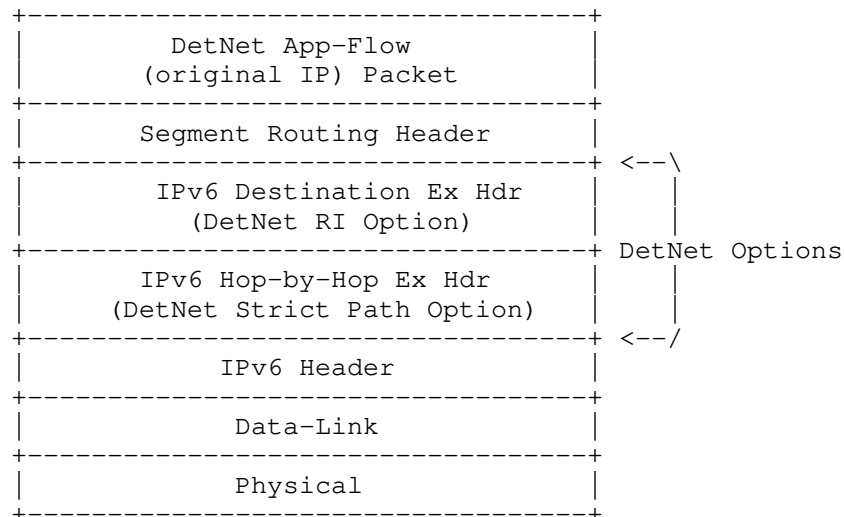 DetNet App-Flow
(original IP) Packet
Segment Routing Header
<--\
IPv6 Destination Ex Hdr
(DetNet RI Option)
DetNet Options
IPv6 Hop-by-Hop Ex Hdr
(DetNet Strict Path Option)
<--/
IPv6 Header
Data-Link
Physical